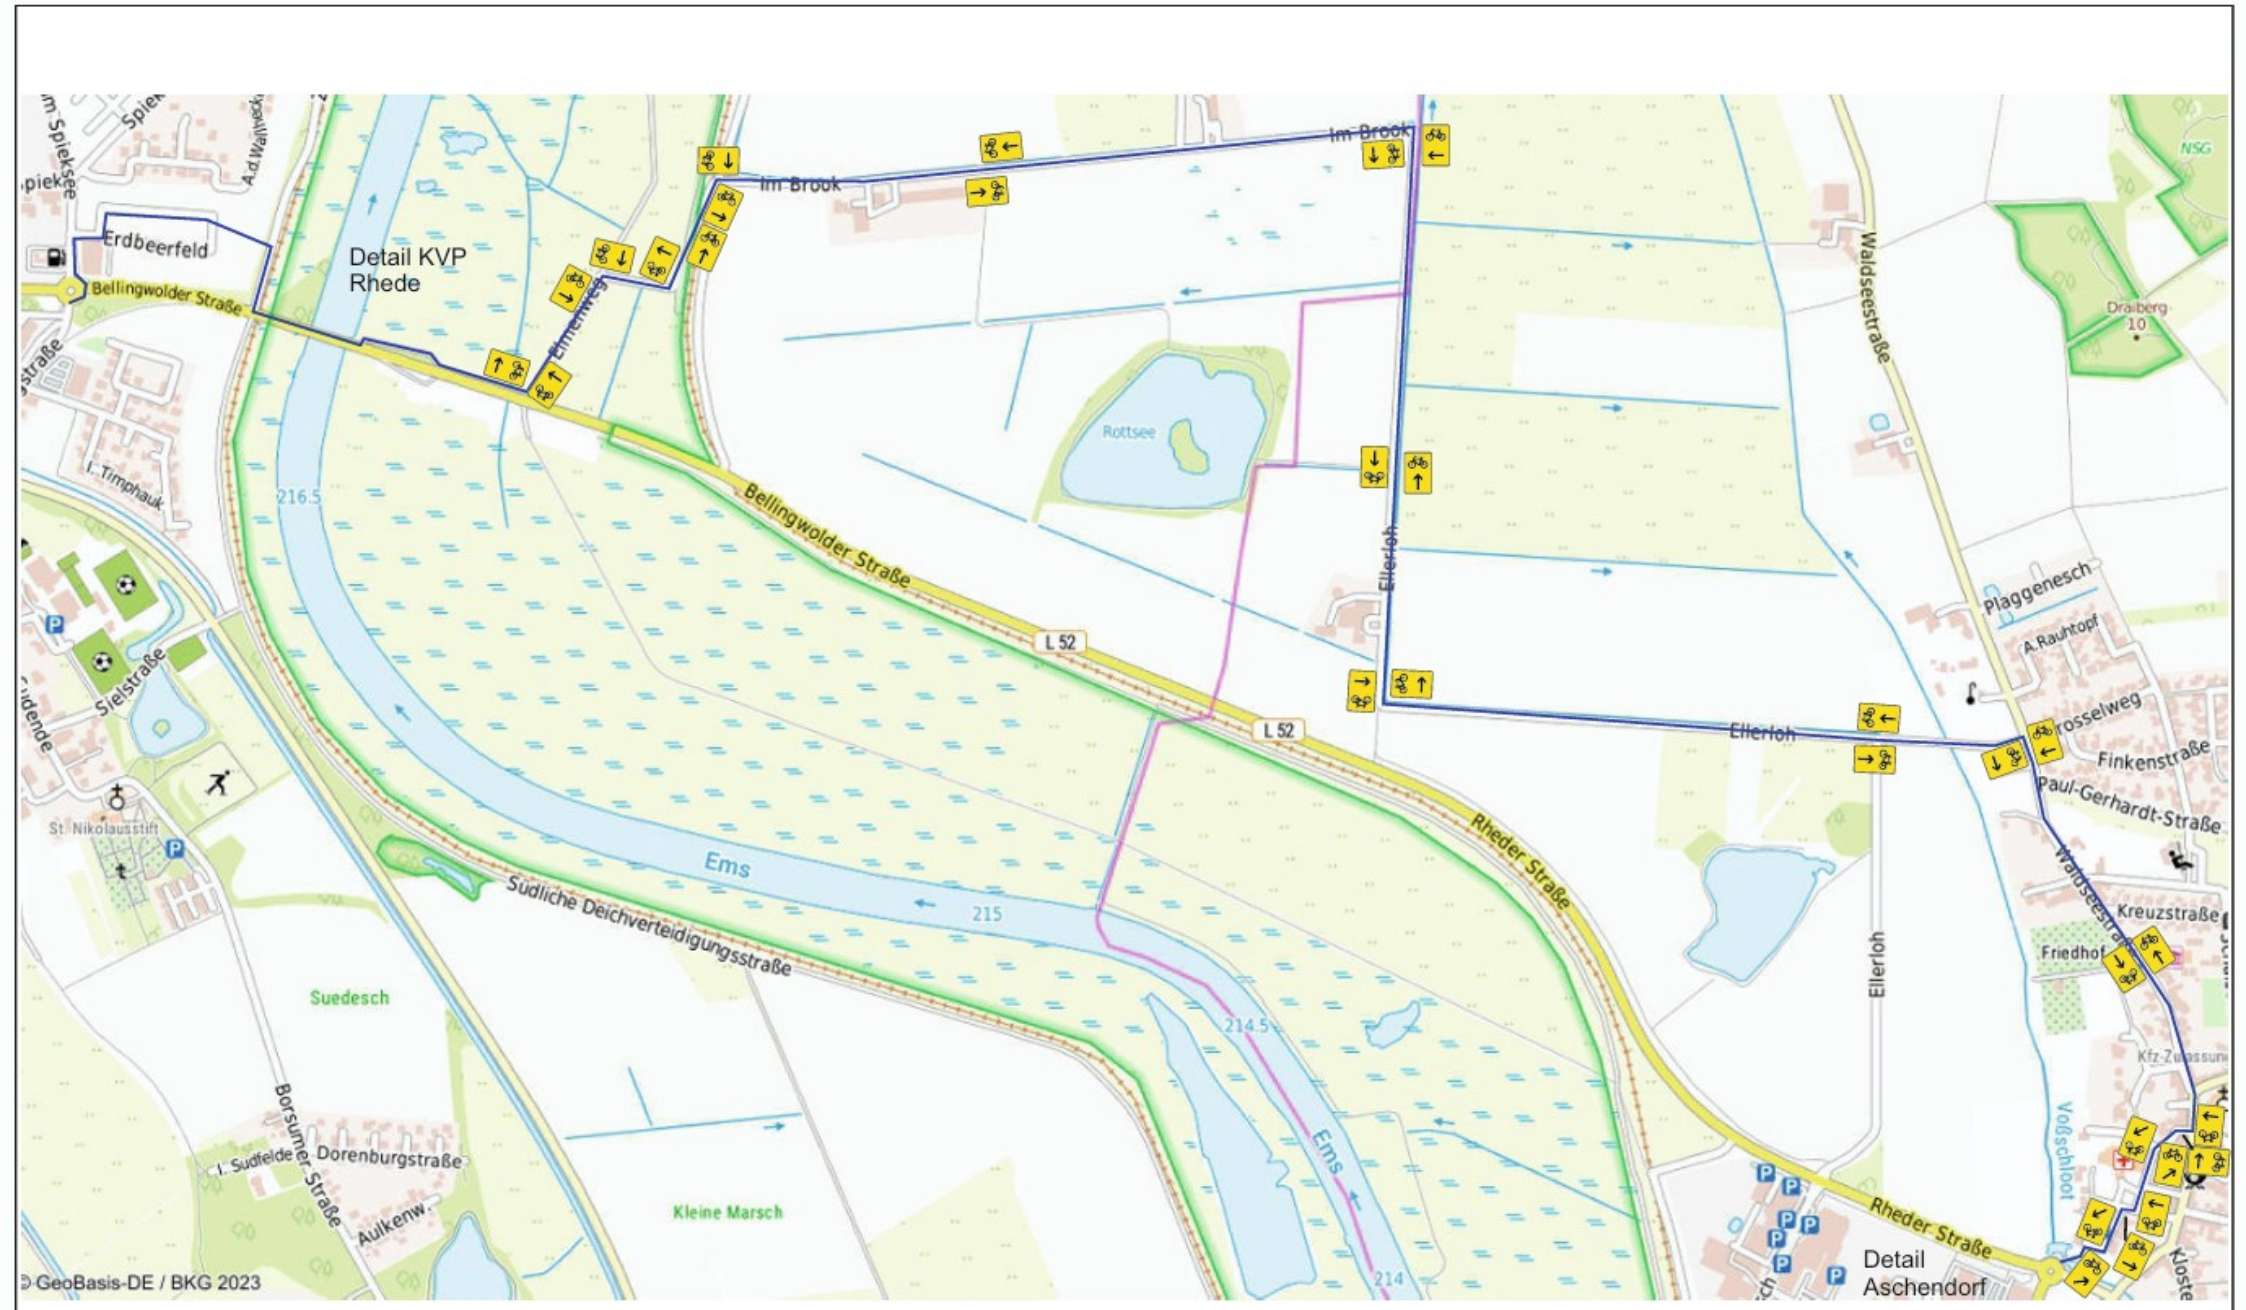 Im Brook
NSG
Im Brook
Erdbeerfeld
Detail KVP
Rhede
Bellingwolder Straße
Elmenweg
Waldseestraße
Draiberg
10
Rottsee
I. Timphauk
216.5
Bellingwolder Straße
Ellerloh
Plaggenesch
A.Rauhtopf
L 52
P
Sielstraße
L 52
Ellerloh
Finkenstraße
Paul-Gerhardt-Straße
St. Nikolausstift
P
Rheder Straße
Ems
215
Südliche Deichverteidigungsstraße
Waldseestraße
Kreuzstraße
Friedhof
Ellerloh
Suedesch
214.5
Kfz-Zulassung
Borsumer Straße
I. Sudfelde
Dorenburgstraße
Ems
Voßschloot
Aulkenw.
Kleine Marsch
P
P
P
P
P
P
P
Rheder Straße
Detail
Aschendorf
214
© GeoBasis-DE / BKG 2023